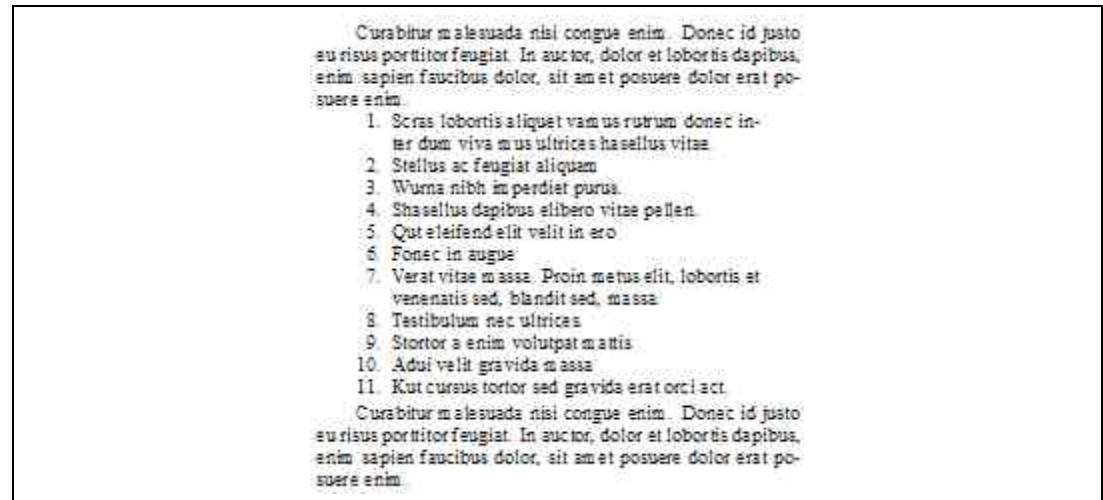 Curabitur malesuada nisi congue enim. Donec id justo
eu risus porttitor feugiat. In auctor, dolor et lobortis dapibus,
enim sapien faucibus dolor, sit amet posuere dolor erat po-
suere enim.
1. Scras lobortis aliquet vamus rutrum donec in-
ter dum viva mus ultrices hasellus vitae.
2. Stellus ac feugiat aliquam
3. Wurna nibh imperdiet purus.
4. Shasellus dapibus elibero vitae pellen.
5. Qut eleifend elit velit in ero
6. Fonec in augue
7. Verat vitae massa. Proin metus elit, lobortis et
venenatis sed, blandit sed, massa.
8. Testibulum nec ultrices.
9. Stortor a enim volutpat mattis
10. Adui velit gravida massa
11. Kut cursus tortor sed gravida erat orci act.
Curabitur malesuada nisi congue enim. Donec id justo
eu risus porttitor feugiat. In auctor, dolor et lobortis dapibus,
enim sapien faucibus dolor, sit amet posuere dolor erat po-
suere enim.